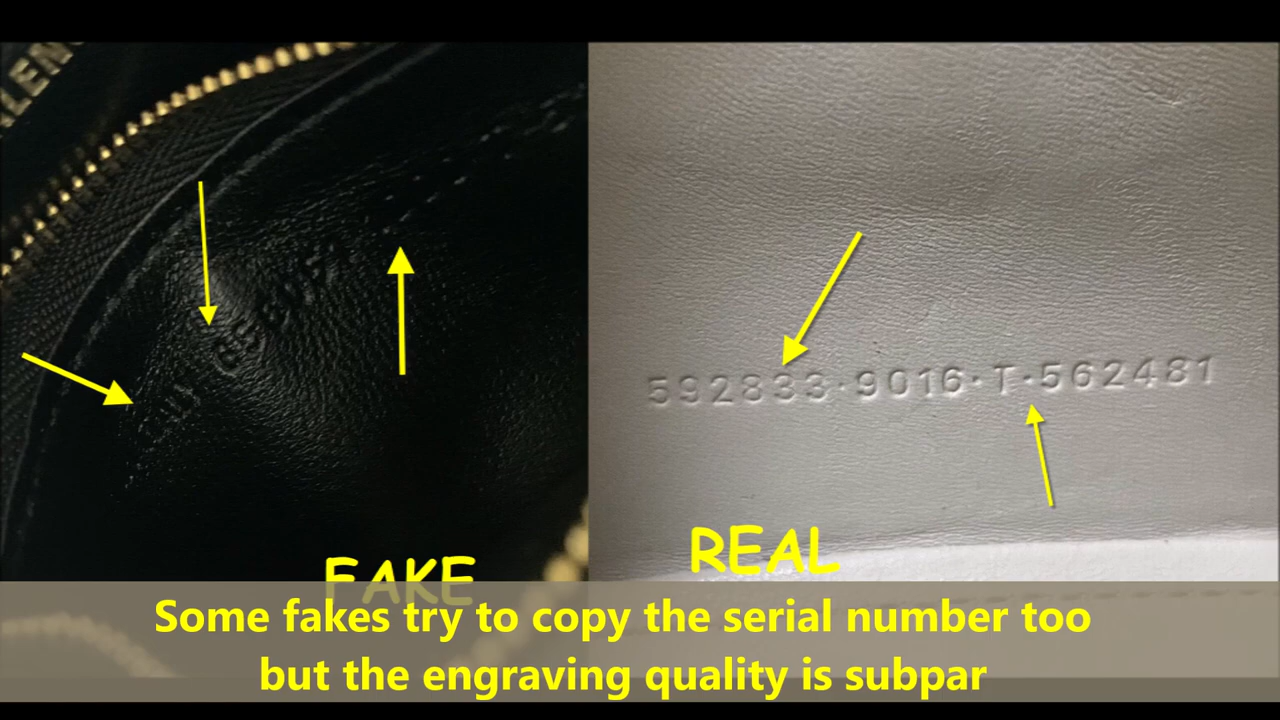 LENC
592833·9016·T·562481
FAKE
REAL
Some fakes try to copy the serial number too
but the engraving quality is subpar